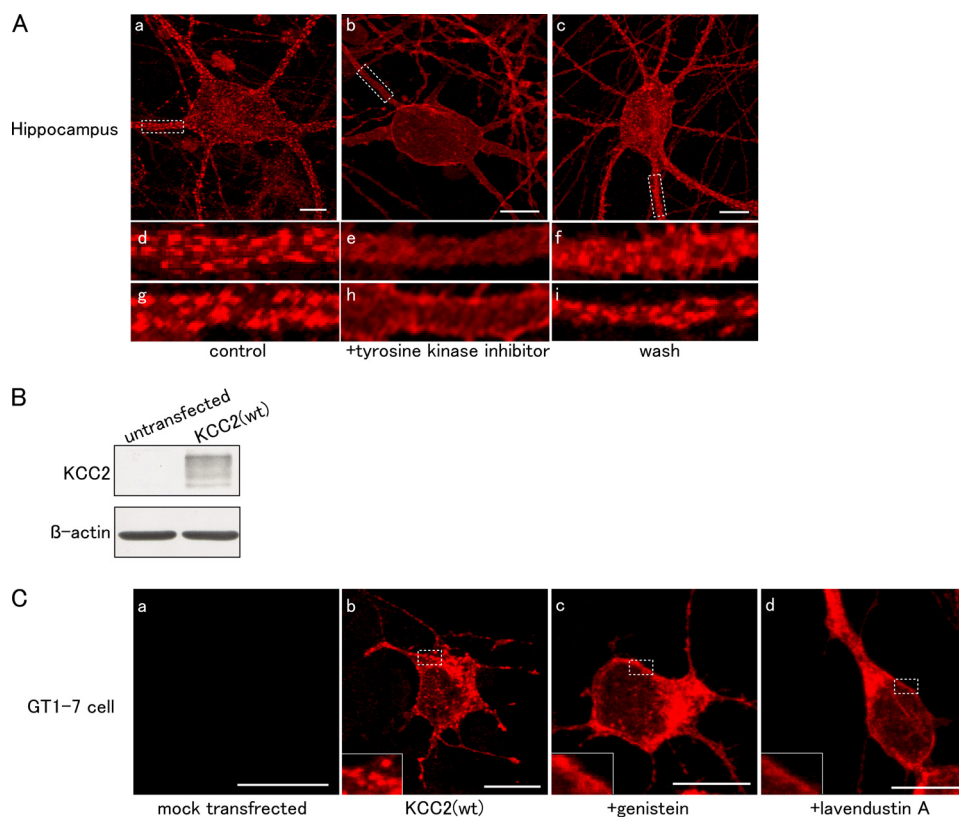 A
a
b
c
Hippocampus
d
e
f
g
h
i
control
+tyrosine kinase inhibitor
wash
B
untransfected
KCC2(wt)
KCC2
ß-actin
C
a
b
c
d
GT1-7 cell
mock transfrected
KCC2(wt)
+genistein
+lavendustin A